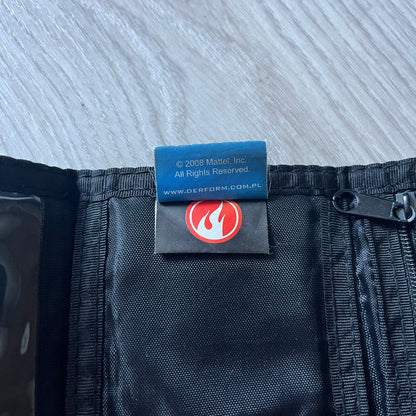 © 2008 Mattel, Inc.
All Rights Reserved.
WWW.DERFORM.COM.PL